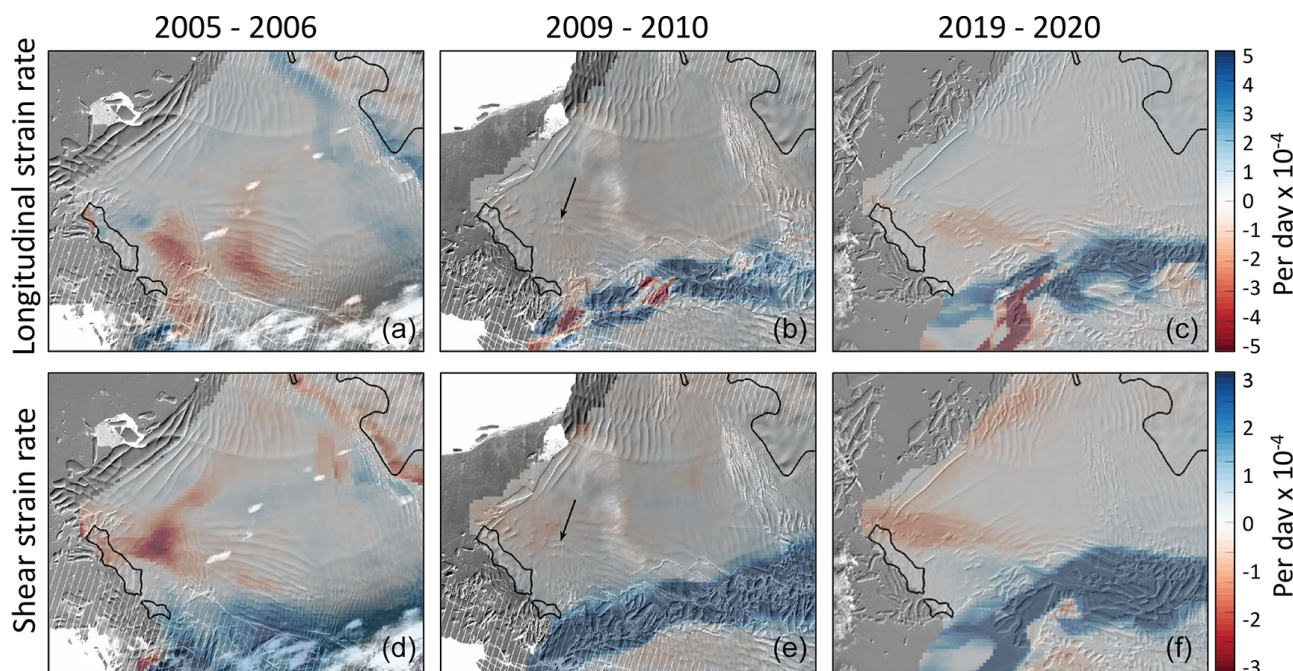 2005 - 2006 2009 - 2010 2019 - 2020
Longitudinal strain rate
(a) (b) (c)
5
4
3
2
1
0
-1
-2
-3
-4
-5
Per day x 10⁻⁴
Shear strain rate
(d) (e) (f)
3
2
1
0
-1
-2
-3
Per day x 10⁻⁴